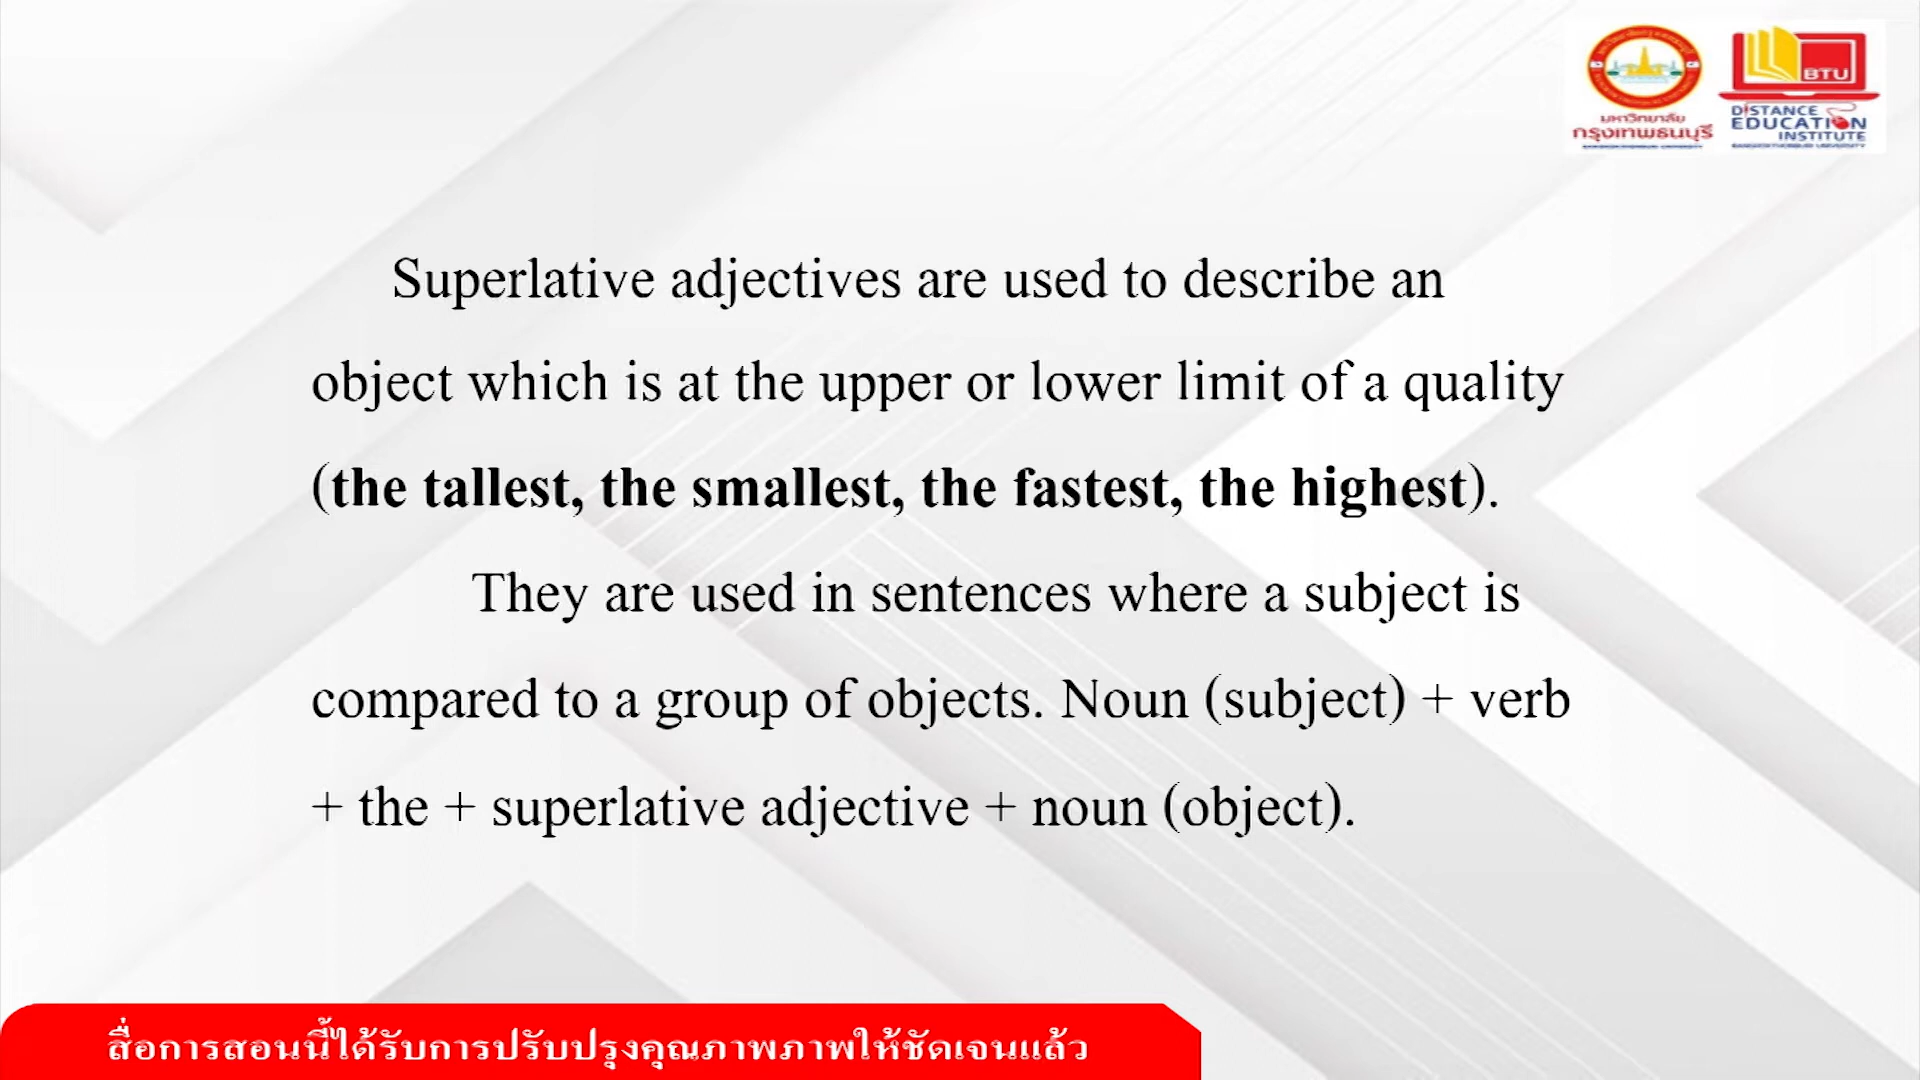 BTU
มหาวิทยาลัย
กรุงเทพธนบุรี
BANGKOKTHONBURI UNIVERSITY
DISTANCE
EDUCATION
INSTITUTE
BANGKOKTHONBURI UNIVERSITY
Superlative adjectives are used to describe an
object which is at the upper or lower limit of a quality
(the tallest, the smallest, the fastest, the highest).
They are used in sentences where a subject is
compared to a group of objects. Noun (subject) + verb
+ the + superlative adjective + noun (object).
สื่อการสอนนี้ได้รับการปรับปรุงคุณภาพภาพให้ชัดเจนแล้ว